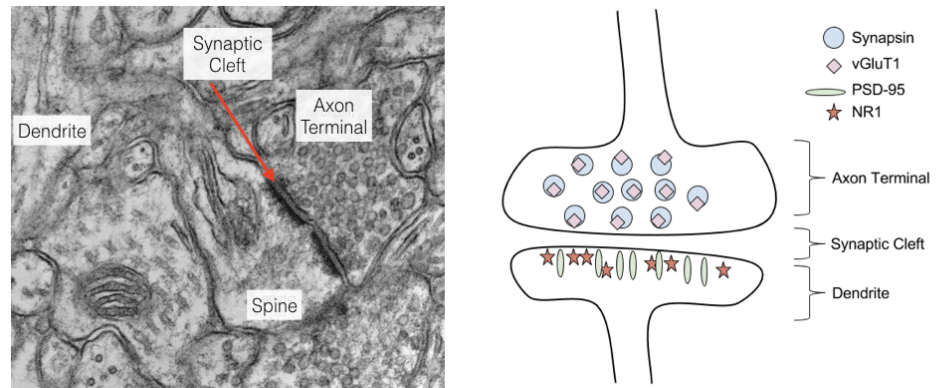 Synaptic
Cleft
Axon
Terminal
Dendrite
Spine
Synapsin
vGluT1
PSD-95
NR1
Axon Terminal
Synaptic Cleft
Dendrite